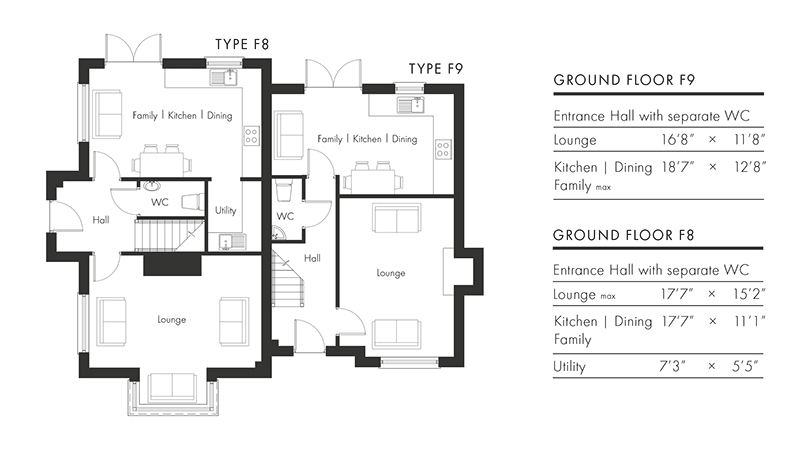 TYPE F8
TYPE F9
Family | Kitchen | Dining
Family | Kitchen | Dining
WC
WC
Hall
Utility
Hall
Lounge
Lounge
GROUND FLOOR F9
Entrance Hall with separate WC
Lounge 16'8" × 11'8"
Kitchen | Dining 18'7" × 12'8"
Family max
GROUND FLOOR F8
Entrance Hall with separate WC
Lounge max 17'7" × 15'2"
Kitchen | Dining 17'7" × 11'1"
Family
Utility 7'3" × 5'5"